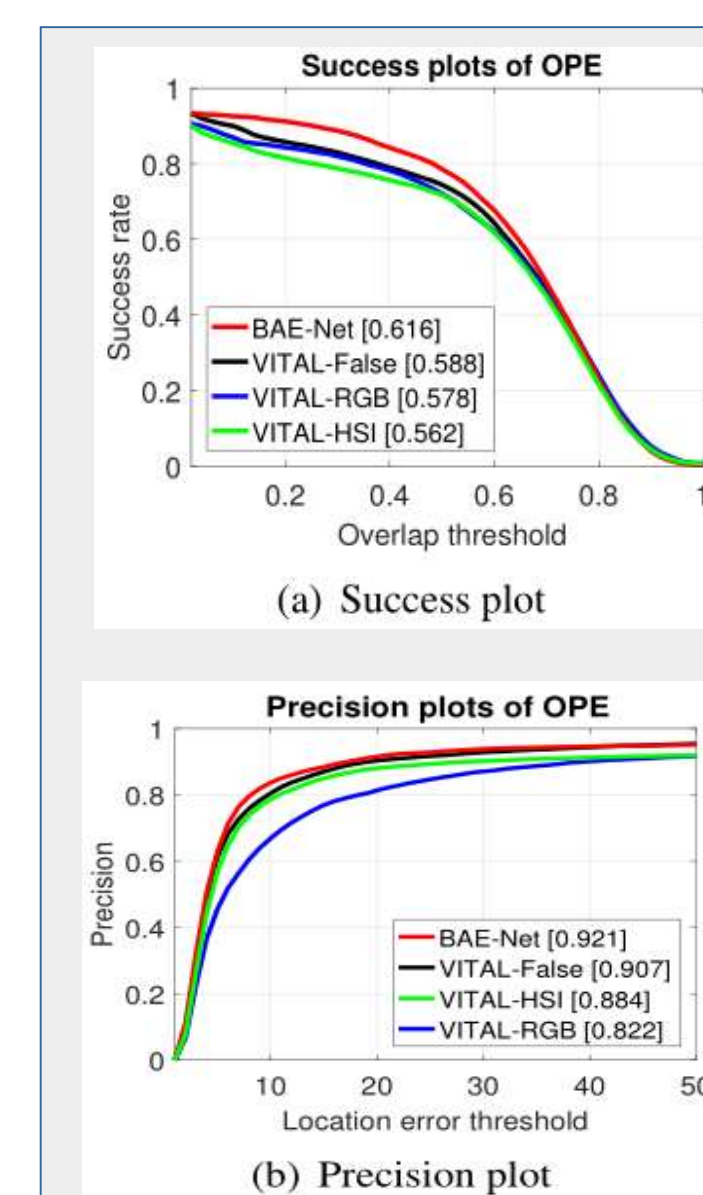 Success plots of OPE
1
0.8
0.6
0.4
0.2
0
Success rate
BAE-Net [0.616]
VITAL-False [0.588]
VITAL-RGB [0.578]
VITAL-HSI [0.562]
0.2 0.4 0.6 0.8 1
Overlap threshold
(a) Success plot
Precision plots of OPE
1
0.8
0.6
0.4
0.2
0
Precision
BAE-Net [0.921]
VITAL-False [0.907]
VITAL-HSI [0.884]
VITAL-RGB [0.822]
10 20 30 40 50
Location error threshold
(b) Precision plot